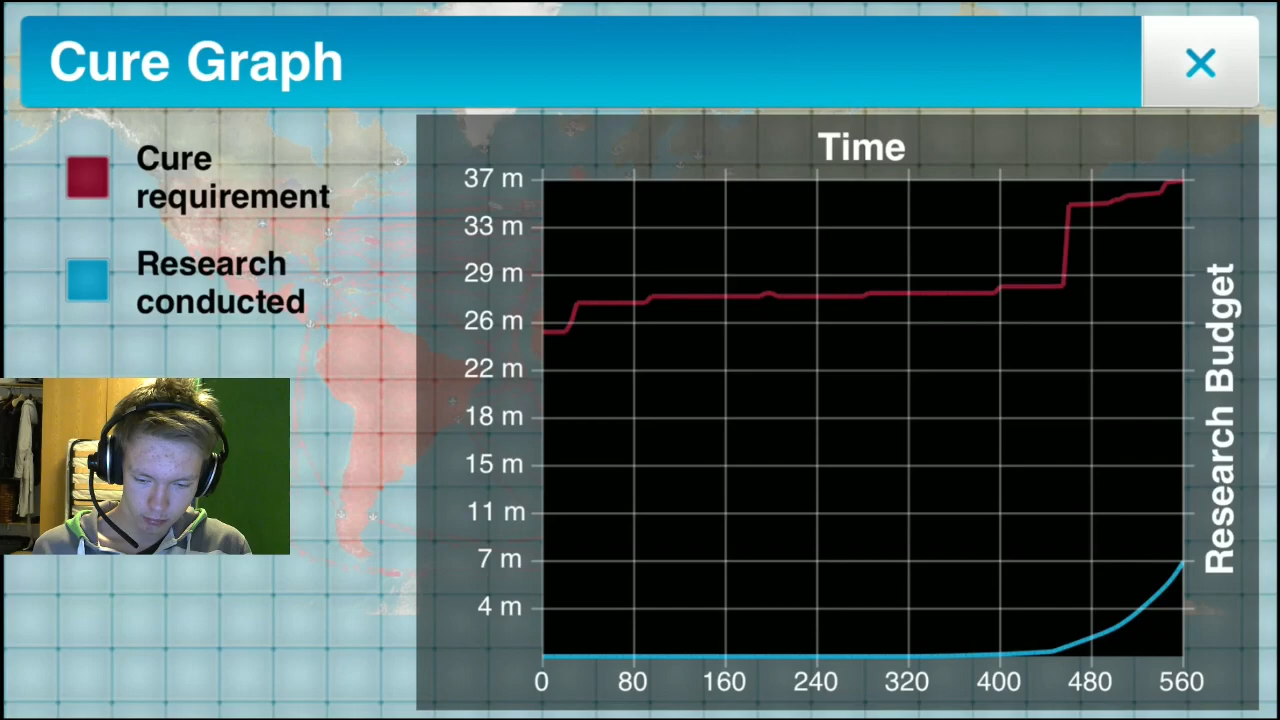 Cure Graph
×
Cure
requirement
Research
conducted
Time
37 m
33 m
29 m
26 m
22 m
18 m
15 m
11 m
7 m
4 m
Research Budget
0 80 160 240 320 400 480 560